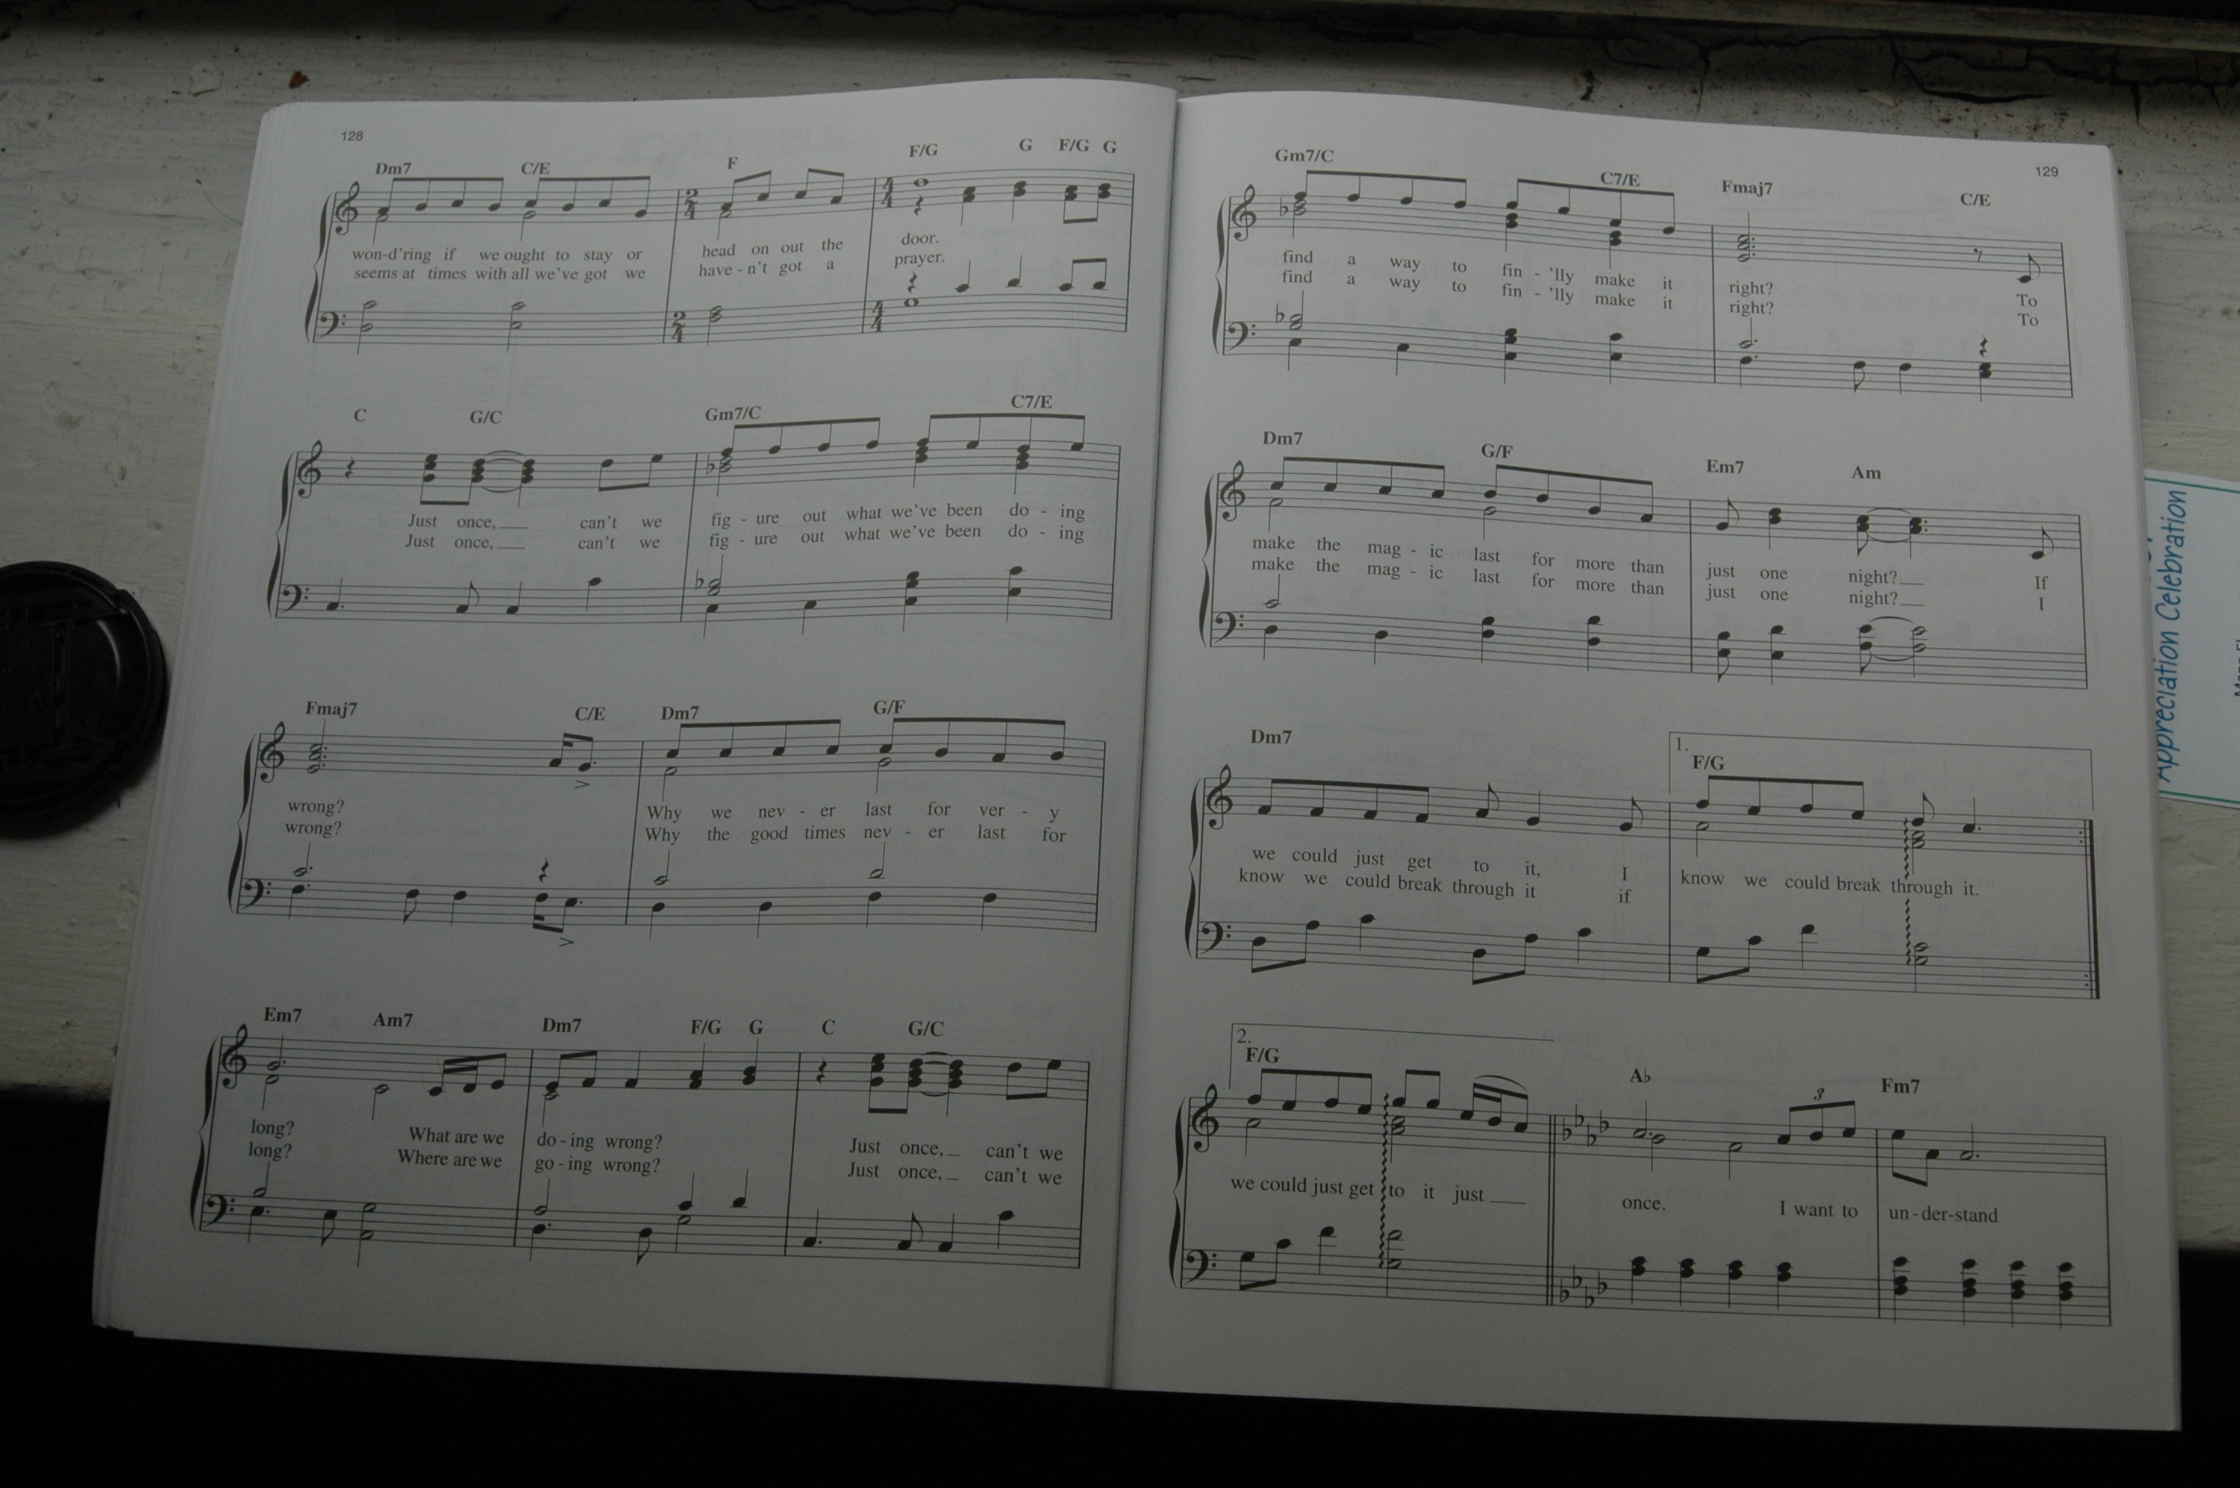 128
Dm7 C/E F F/G G F/G G
2 4 4 4
won-d'ring if we ought to stay or head on out the door.
seems at times with all we've got we have - n't got a prayer.
2 4 4 4
C G/C Gm7/C C7/E
Just once, can't we fig - ure out what we've been do - ing
Just once, can't we fig - ure out what we've been do - ing
Fmaj7 C/E Dm7 G/F
wrong? Why we nev - er last for ver - y
wrong? Why the good times nev - er last for
Em7 Am7 Dm7 F/G G C G/C
long? What are we do - ing wrong? Just once, can't we
long? Where are we go - ing wrong? Just once, can't we
129
Gm7/C C7/E Fmaj7 C/E
find a way to fin - 'lly make it right? To
find a way to fin - 'lly make it right? To
Dm7 G/F Em7 Am
make the mag - ic last for more than just one night? If
make the mag - ic last for more than just one night? I
Dm7 1. F/G
we could just get to it, I know we could break through it.
know we could break through it if
2. F/G A♭ 3 Fm7
we could just get to it just once. I want to un - der - stand
Appreciation Celebration